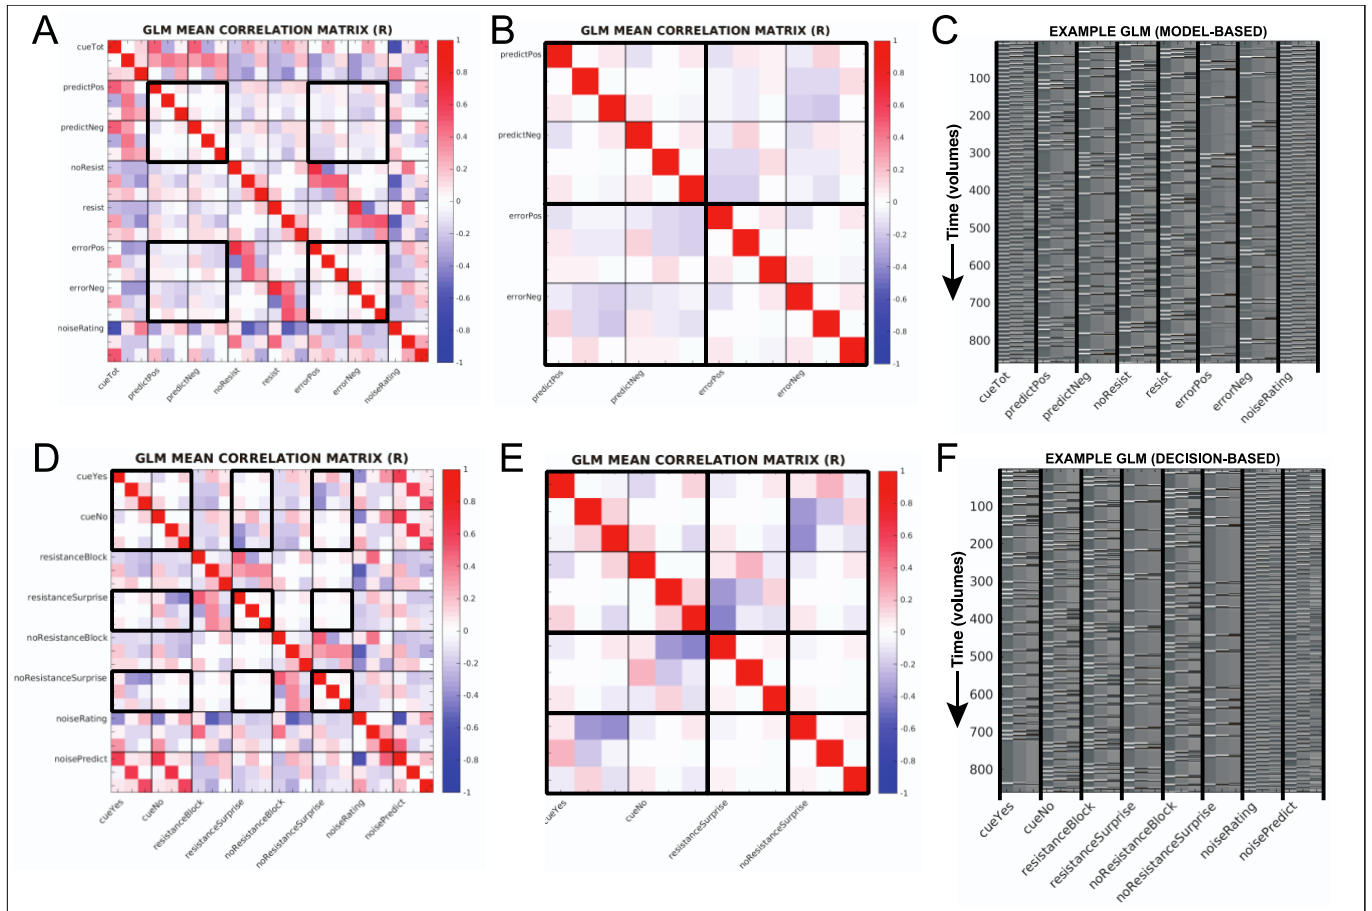 A
GLM MEAN CORRELATION MATRIX (R)
cueTot
predictPos
predictNeg
noResist
resist
errorPos
errorNeg
noiseRating
cueTot
predictPos
predictNeg
noResist
resist
errorPos
errorNeg
noiseRating
1
0.8
0.6
0.4
0.2
0
-0.2
-0.4
-0.6
-0.8
-1
B
GLM MEAN CORRELATION MATRIX (R)
predictPos
predictNeg
errorPos
errorNeg
predictPos
predictNeg
errorPos
errorNeg
1
0.8
0.6
0.4
0.2
0
-0.2
-0.4
-0.6
-0.8
-1
C
EXAMPLE GLM (MODEL-BASED)
Time (volumes)
100
200
300
400
500
600
700
800
cueTot
predictPos
predictNeg
noResist
resist
errorPos
errorNeg
noiseRating
D
GLM MEAN CORRELATION MATRIX (R)
cueYes
cueNo
resistanceBlock
resistanceSurprise
noResistanceBlock
noResistanceSurprise
noiseRating
noisePredict
cueYes
cueNo
resistanceBlock
resistanceSurprise
noResistanceBlock
noResistanceSurprise
noiseRating
noisePredict
1
0.8
0.6
0.4
0.2
0
-0.2
-0.4
-0.6
-0.8
-1
E
GLM MEAN CORRELATION MATRIX (R)
cueYes
cueNo
resistanceSurprise
noResistanceSurprise
1
0.8
0.6
0.4
0.2
0
-0.2
-0.4
-0.6
-0.8
-1
F
EXAMPLE GLM (DECISION-BASED)
Time (volumes)
100
200
300
400
500
600
700
800
cueYes
cueNo
resistanceBlock
resistanceSurprise
noResistanceBlock
noResistanceSurprise
noiseRating
noisePredict